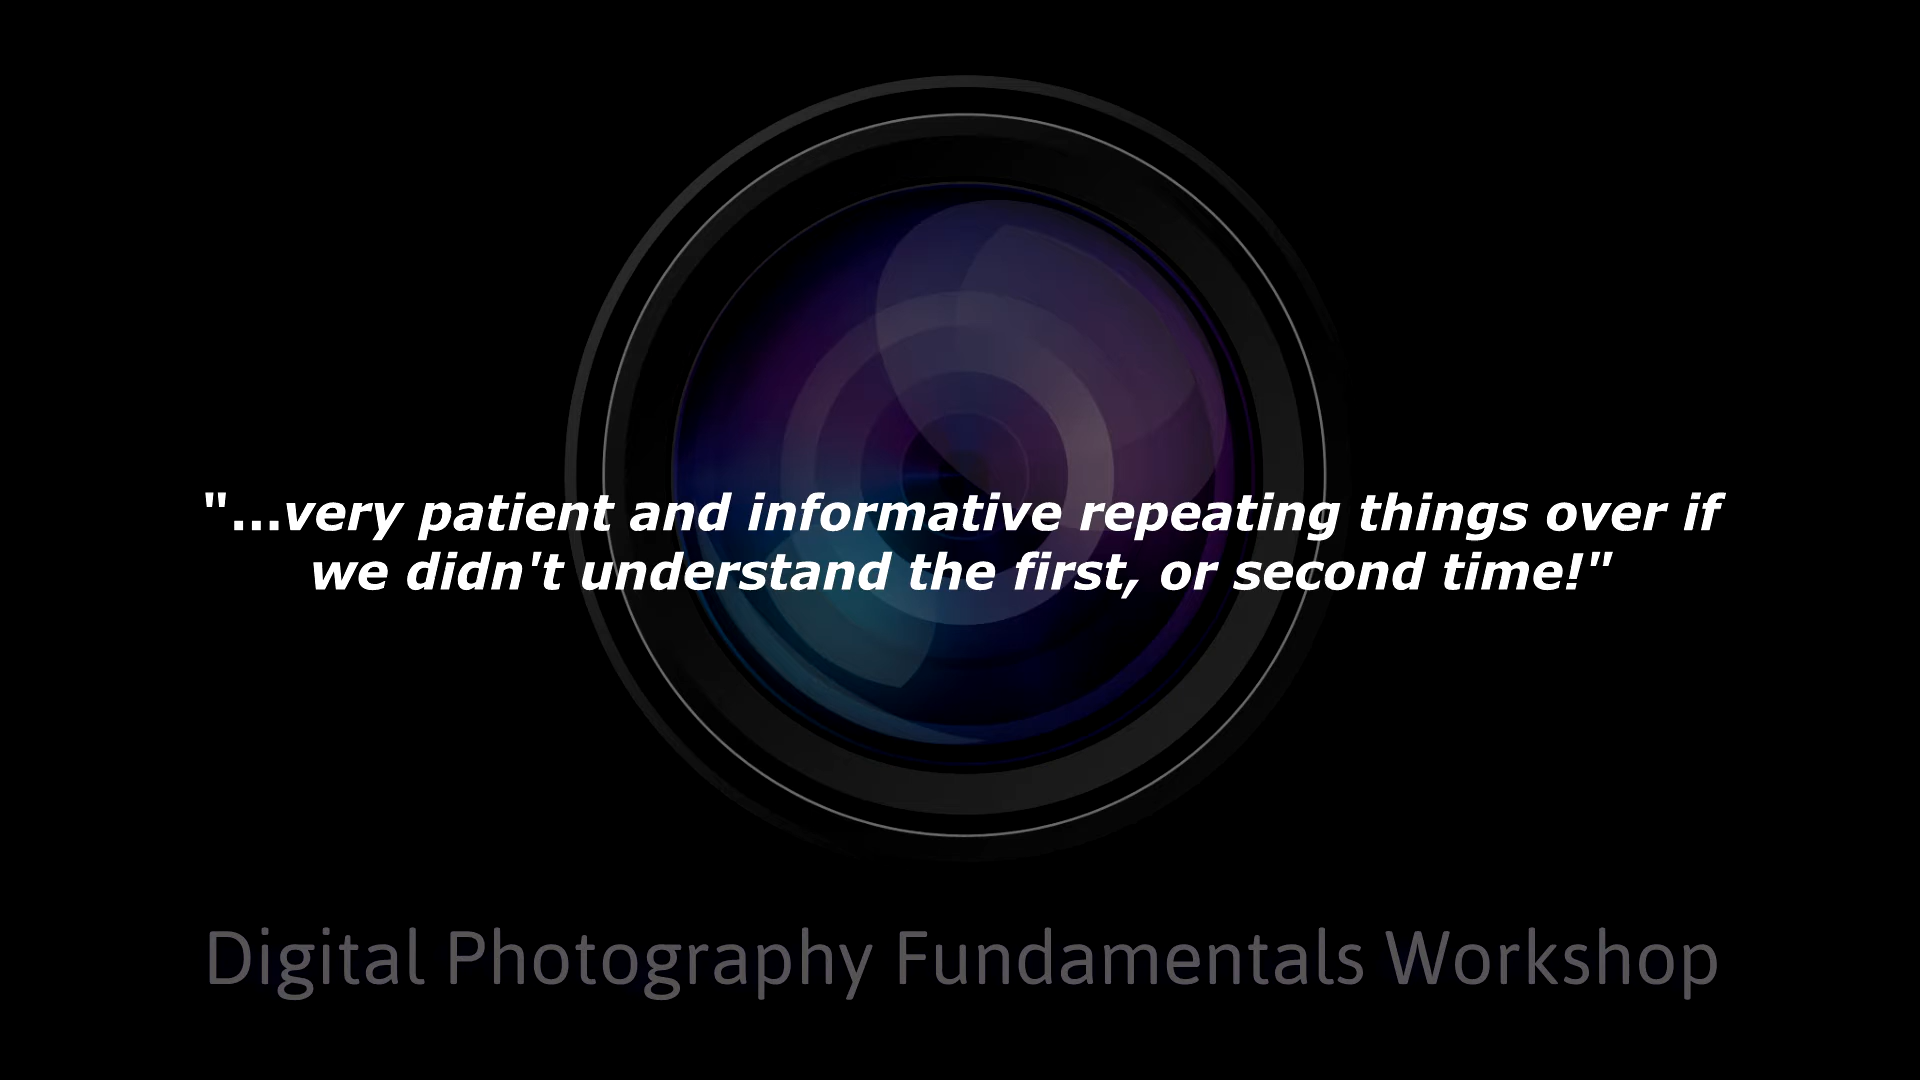 "...very patient and informative repeating things over if
we didn't understand the first, or second time!"
Digital Photography Fundamentals Workshop